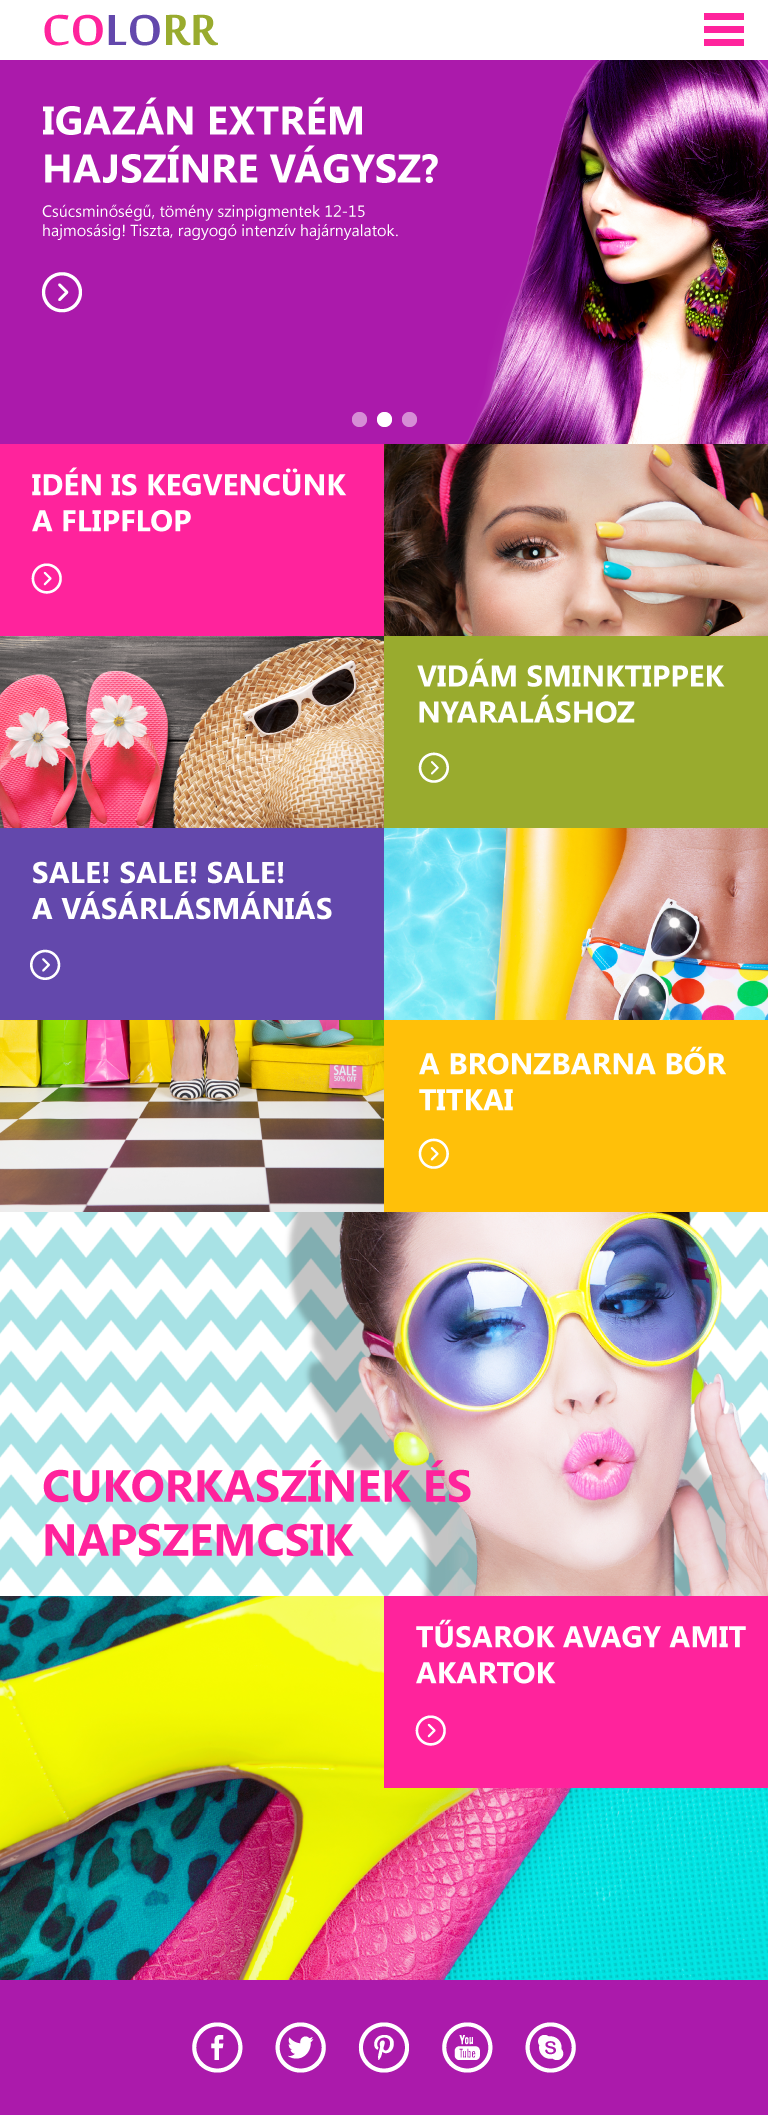 COLORR
IGAZÁN EXTRÉM
HAJSZÍNRE VÁGYSZ?
Csúcsminőségű, tömény szinpigmentek 12-15
hajmosásig! Tiszta, ragyogó intenzív hajárnyalatok.
IDÉN IS KEGVENCÜNK
A FLIPFLOP
VIDÁM SMINKTIPPEK
NYARALÁSHOZ
SALE! SALE! SALE!
A VÁSÁRLÁSMÁNIÁS
SALE
50% OFF
A BRONZBARNA BŐR
TITKAI
CUKORKASZÍNEK ÉS
NAPSZEMCSIK
TŰSAROK AVAGY AMIT
AKARTOK
You
Tube